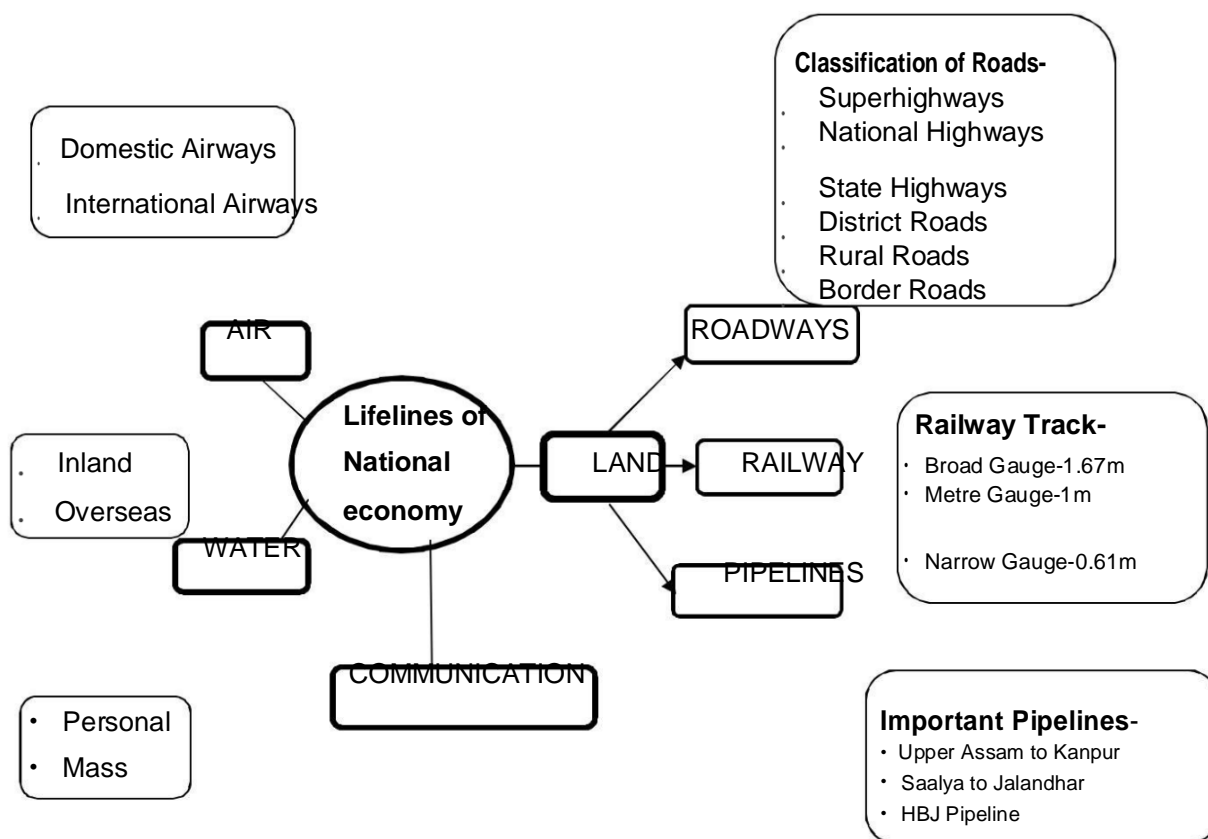 Classification of Roads-
Superhighways
National Highways
State Highways
District Roads
Rural Roads
Border Roads
Domestic Airways
International Airways
AIR
ROADWAYS
Lifelines of
National
economy
LAND
RAILWAY
PIPELINES
Railway Track-
· Broad Gauge-1.67m
· Metre Gauge-1m
· Narrow Gauge-0.61m
Inland
Overseas
WATER
COMMUNICATION
• Personal
• Mass
Important Pipelines-
• Upper Assam to Kanpur
• Saalya to Jalandhar
• HBJ Pipeline